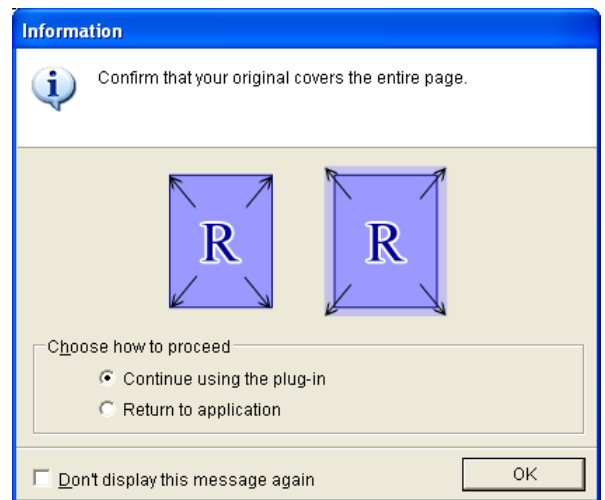 Information
Confirm that your original covers the entire page.
R R
Choose how to proceed
Continue using the plug-in
Return to application
Don't display this message again
OK